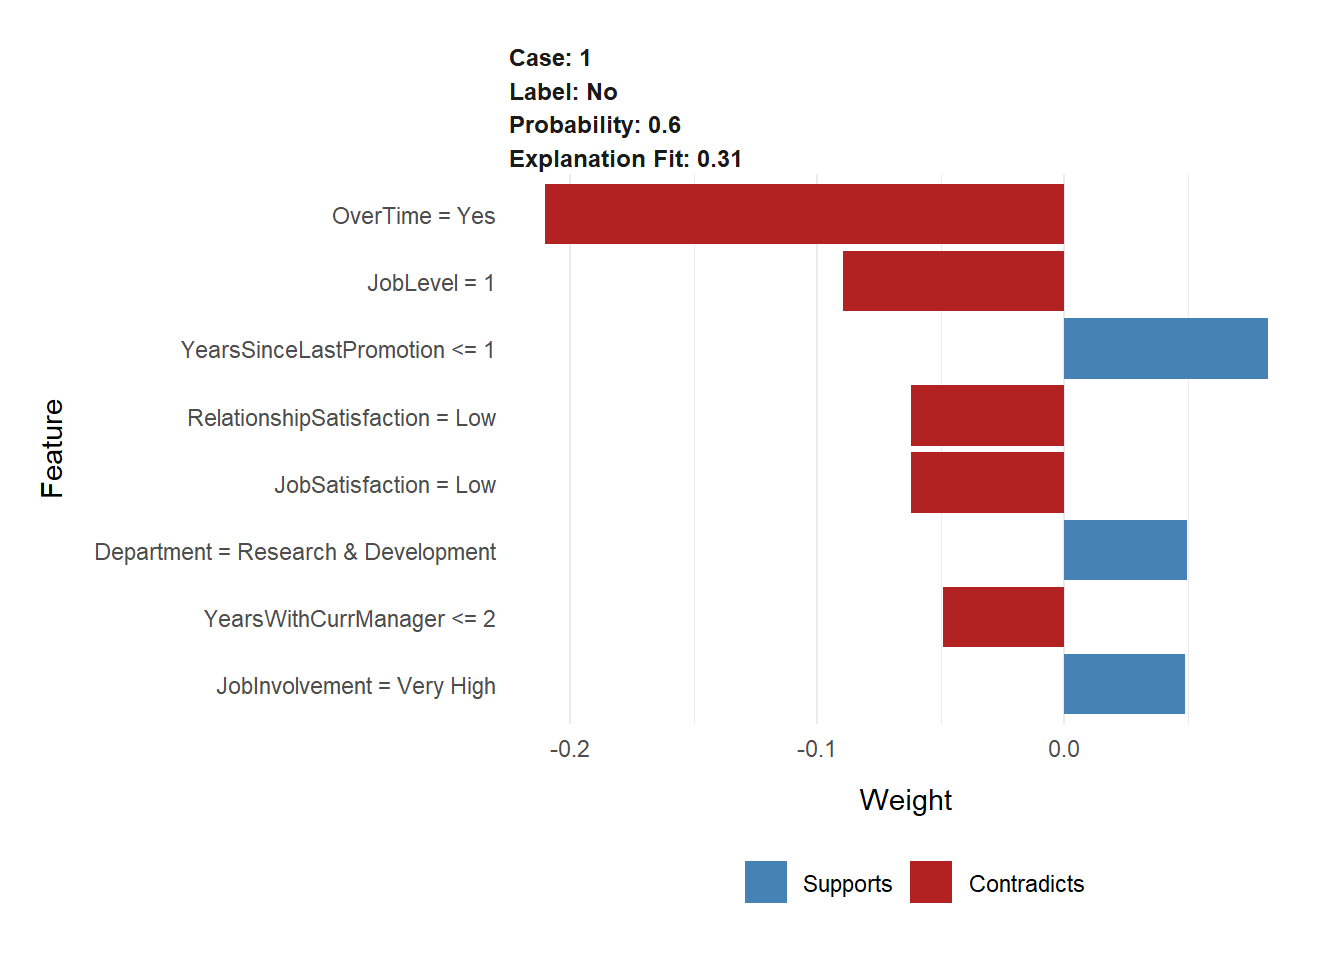 Case: 1
Label: No
Probability: 0.6
Explanation Fit: 0.31
OverTime = Yes
JobLevel = 1
YearsSinceLastPromotion <= 1
RelationshipSatisfaction = Low
JobSatisfaction = Low
Department = Research & Development
YearsWithCurrManager <= 2
JobInvolvement = Very High
Feature
-0.2 -0.1 0.0
Weight
Supports Contradicts